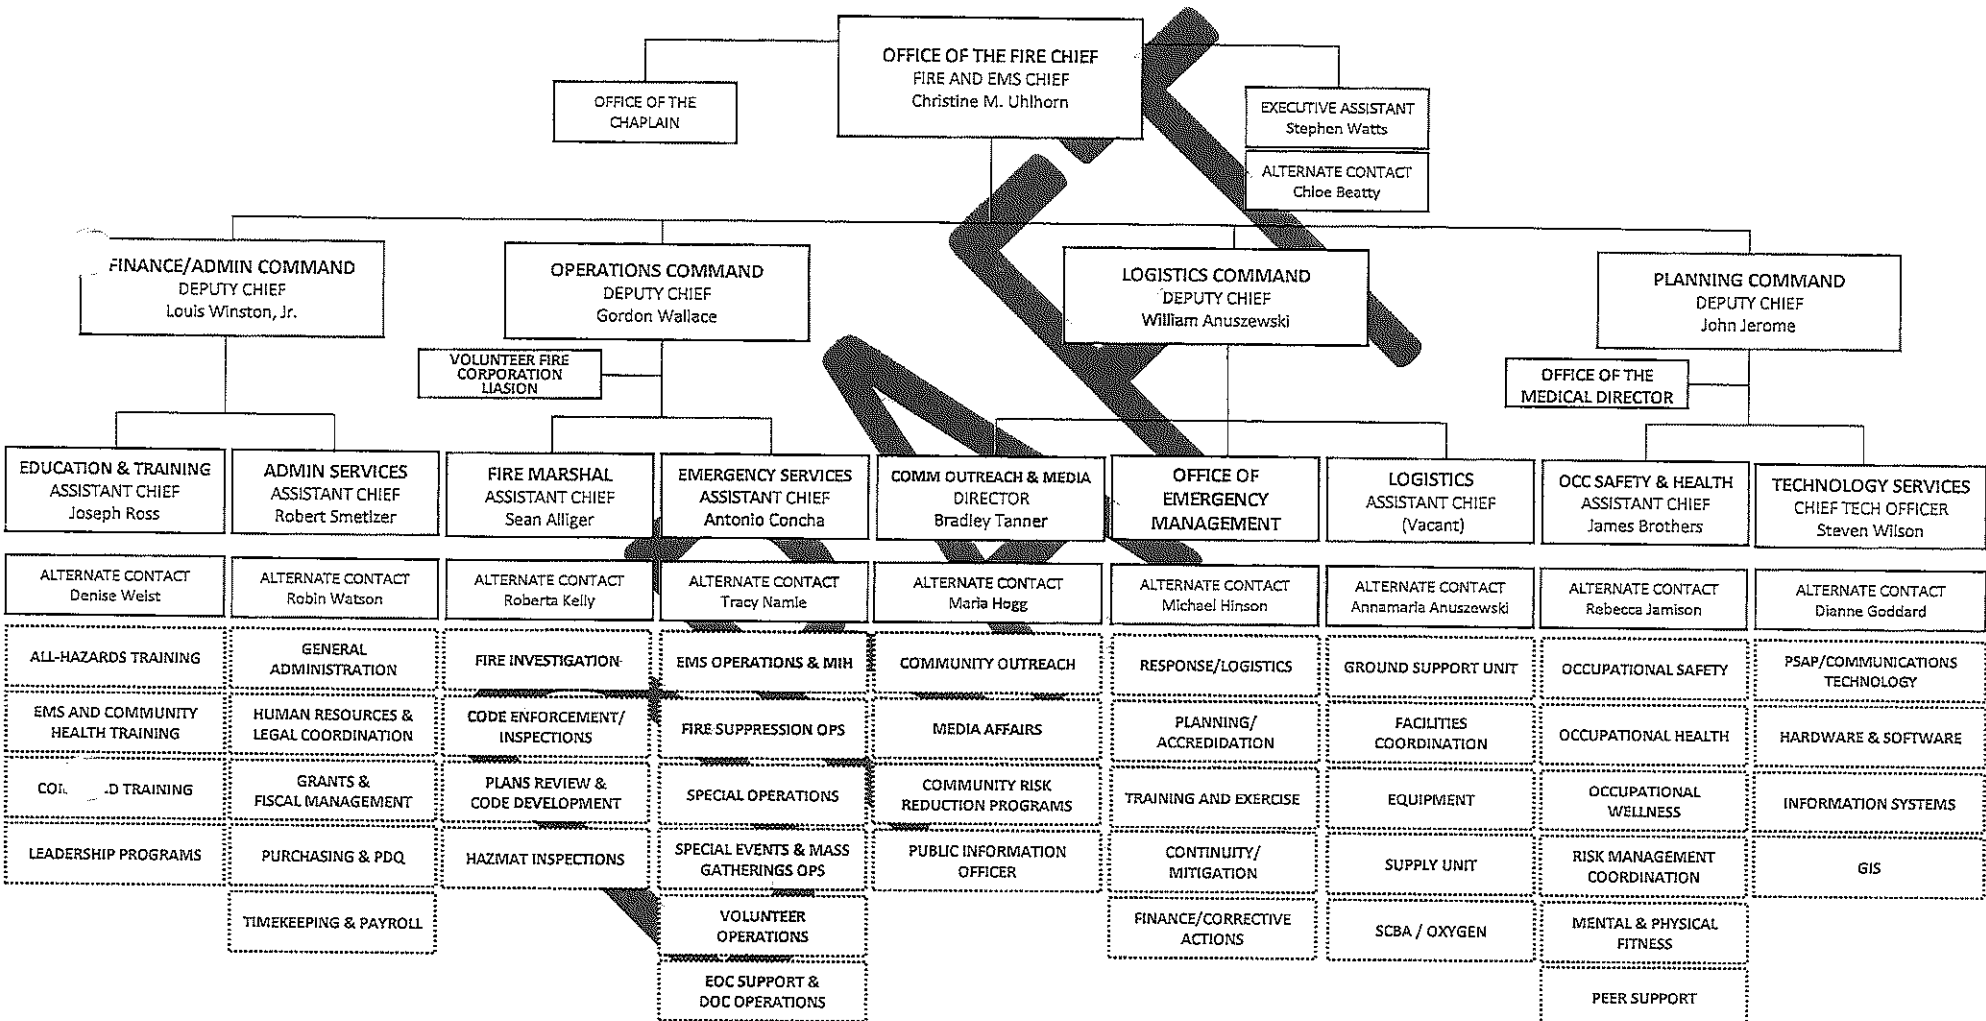 OFFICE OF THE FIRE CHIEF
FIRE AND EMS CHIEF
Christine M. Uhlhorn
OFFICE OF THE
CHAPLAIN
EXECUTIVE ASSISTANT
Stephen Watts
ALTERNATE CONTACT
Chloe Beatty
FINANCE/ADMIN COMMAND
DEPUTY CHIEF
Louis Winston, Jr.
OPERATIONS COMMAND
DEPUTY CHIEF
Gordon Wallace
LOGISTICS COMMAND
DEPUTY CHIEF
William Anuszewski
PLANNING COMMAND
DEPUTY CHIEF
John Jerome
VOLUNTEER FIRE
CORPORATION
LIASION
OFFICE OF THE
MEDICAL DIRECTOR
EDUCATION & TRAINING
ASSISTANT CHIEF
Joseph Ross
ADMIN SERVICES
ASSISTANT CHIEF
Robert Smetizer
FIRE MARSHAL
ASSISTANT CHIEF
Sean Alliger
EMERGENCY SERVICES
ASSISTANT CHIEF
Antonio Concha
COMM OUTREACH & MEDIA
DIRECTOR
Bradley Tanner
OFFICE OF
EMERGENCY
MANAGEMENT
LOGISTICS
ASSISTANT CHIEF
(Vacant)
OCC SAFETY & HEALTH
ASSISTANT CHIEF
James Brothers
TECHNOLOGY SERVICES
CHIEF TECH OFFICER
Steven Wilson
ALTERNATE CONTACT
Denise Weist
ALTERNATE CONTACT
Robin Watson
ALTERNATE CONTACT
Roberta Kelly
ALTERNATE CONTACT
Tracy Namie
ALTERNATE CONTACT
Maria Hogg
ALTERNATE CONTACT
Michael Hinson
ALTERNATE CONTACT
Annamaria Anuszewski
ALTERNATE CONTACT
Rebecca Jamison
ALTERNATE CONTACT
Dianne Goddard
ALL-HAZARDS TRAINING
EMS AND COMMUNITY
HEALTH TRAINING
TRAINING
LEADERSHIP PROGRAMS
GENERAL
ADMINISTRATION
HUMAN RESOURCES &
LEGAL COORDINATION
GRANTS &
FISCAL MANAGEMENT
PURCHASING & PDQ
TIMEKEEPING & PAYROLL
FIRE INVESTIGATION
CODE ENFORCEMENT/
INSPECTIONS
PLANS REVIEW &
CODE DEVELOPMENT
HAZMAT INSPECTIONS
EMS OPERATIONS & MIH
FIRE SUPPRESSION OPS
SPECIAL OPERATIONS
SPECIAL EVENTS & MASS
GATHERINGS OPS
VOLUNTEER
OPERATIONS
EOC SUPPORT &
DOC OPERATIONS
COMMUNITY OUTREACH
MEDIA AFFAIRS
COMMUNITY RISK
REDUCTION PROGRAMS
PUBLIC INFORMATION
OFFICER
RESPONSE/LOGISTICS
PLANNING/
ACCREDIDATION
TRAINING AND EXERCISE
CONTINUITY/
MITIGATION
FINANCE/CORRECTIVE
ACTIONS
GROUND SUPPORT UNIT
FACILITIES
COORDINATION
EQUIPMENT
SUPPLY UNIT
SCBA / OXYGEN
OCCUPATIONAL SAFETY
OCCUPATIONAL HEALTH
OCCUPATIONAL
WELLNESS
RISK MANAGEMENT
COORDINATION
MENTAL & PHYSICAL
FITNESS
PEER SUPPORT
PSAP/COMMUNICATIONS
TECHNOLOGY
HARDWARE & SOFTWARE
INFORMATION SYSTEMS
GIS